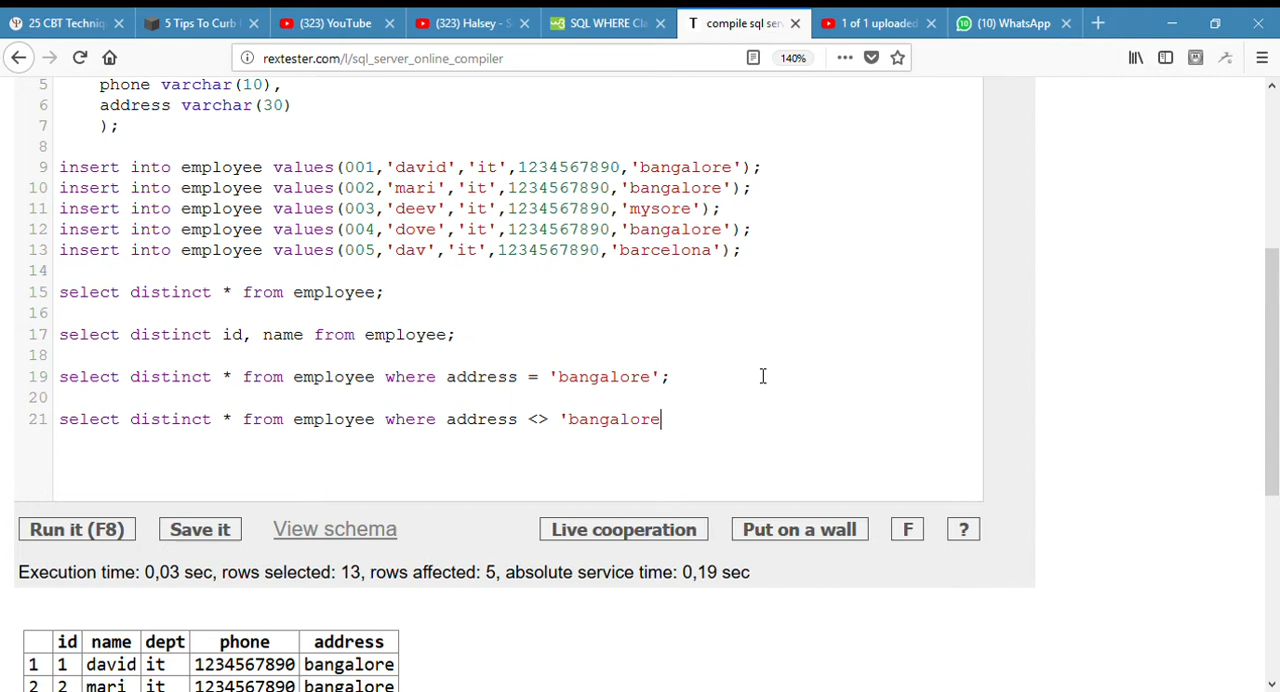 25 CBT Techniq
5 Tips To Curb
(323) YouTube
(323) Halsey - S
SQL WHERE Cla
T compile sql ser
1 of 1 uploaded
(10) WhatsApp
rextester.com/l/sql_server_online_compiler
140%
5 phone varchar(10),
6 address varchar(30)
7 );
8
9 insert into employee values(001,'david','it',1234567890,'bangalore');
10 insert into employee values(002,'mari','it',1234567890,'bangalore');
11 insert into employee values(003,'deev','it',1234567890,'mysore');
12 insert into employee values(004,'dove','it',1234567890,'bangalore');
13 insert into employee values(005,'dav','it',1234567890,'barcelona');
14
15 select distinct * from employee;
16
17 select distinct id, name from employee;
18
19 select distinct * from employee where address = 'bangalore';
20
21 select distinct * from employee where address <> 'bangalore
Run it (F8) Save it View schema Live cooperation Put on a wall F ?
Execution time: 0,03 sec, rows selected: 13, rows affected: 5, absolute service time: 0,19 sec
id name dept phone address
1 1 david it 1234567890 bangalore
2 2 mari it 1234567890 bangalore